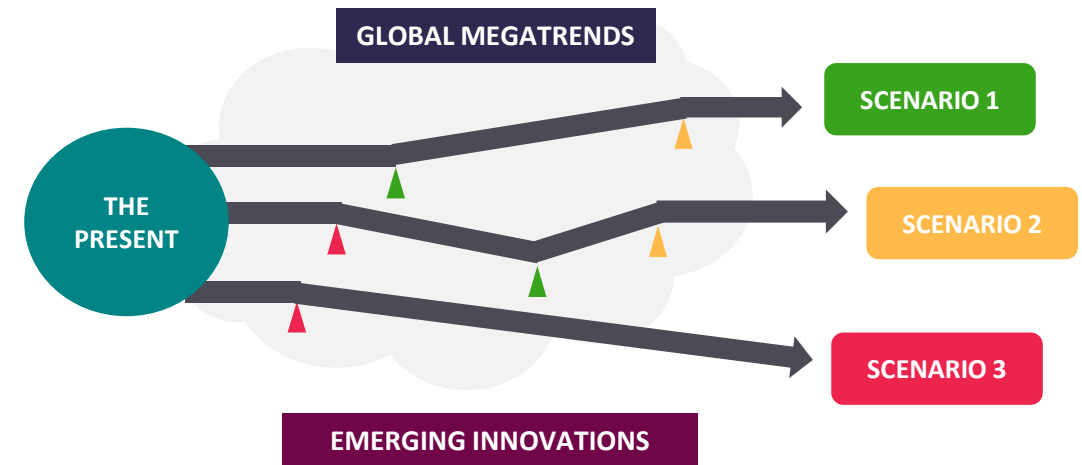 GLOBAL MEGATRENDS
SCENARIO 1
THE
PRESENT
SCENARIO 2
SCENARIO 3
EMERGING INNOVATIONS